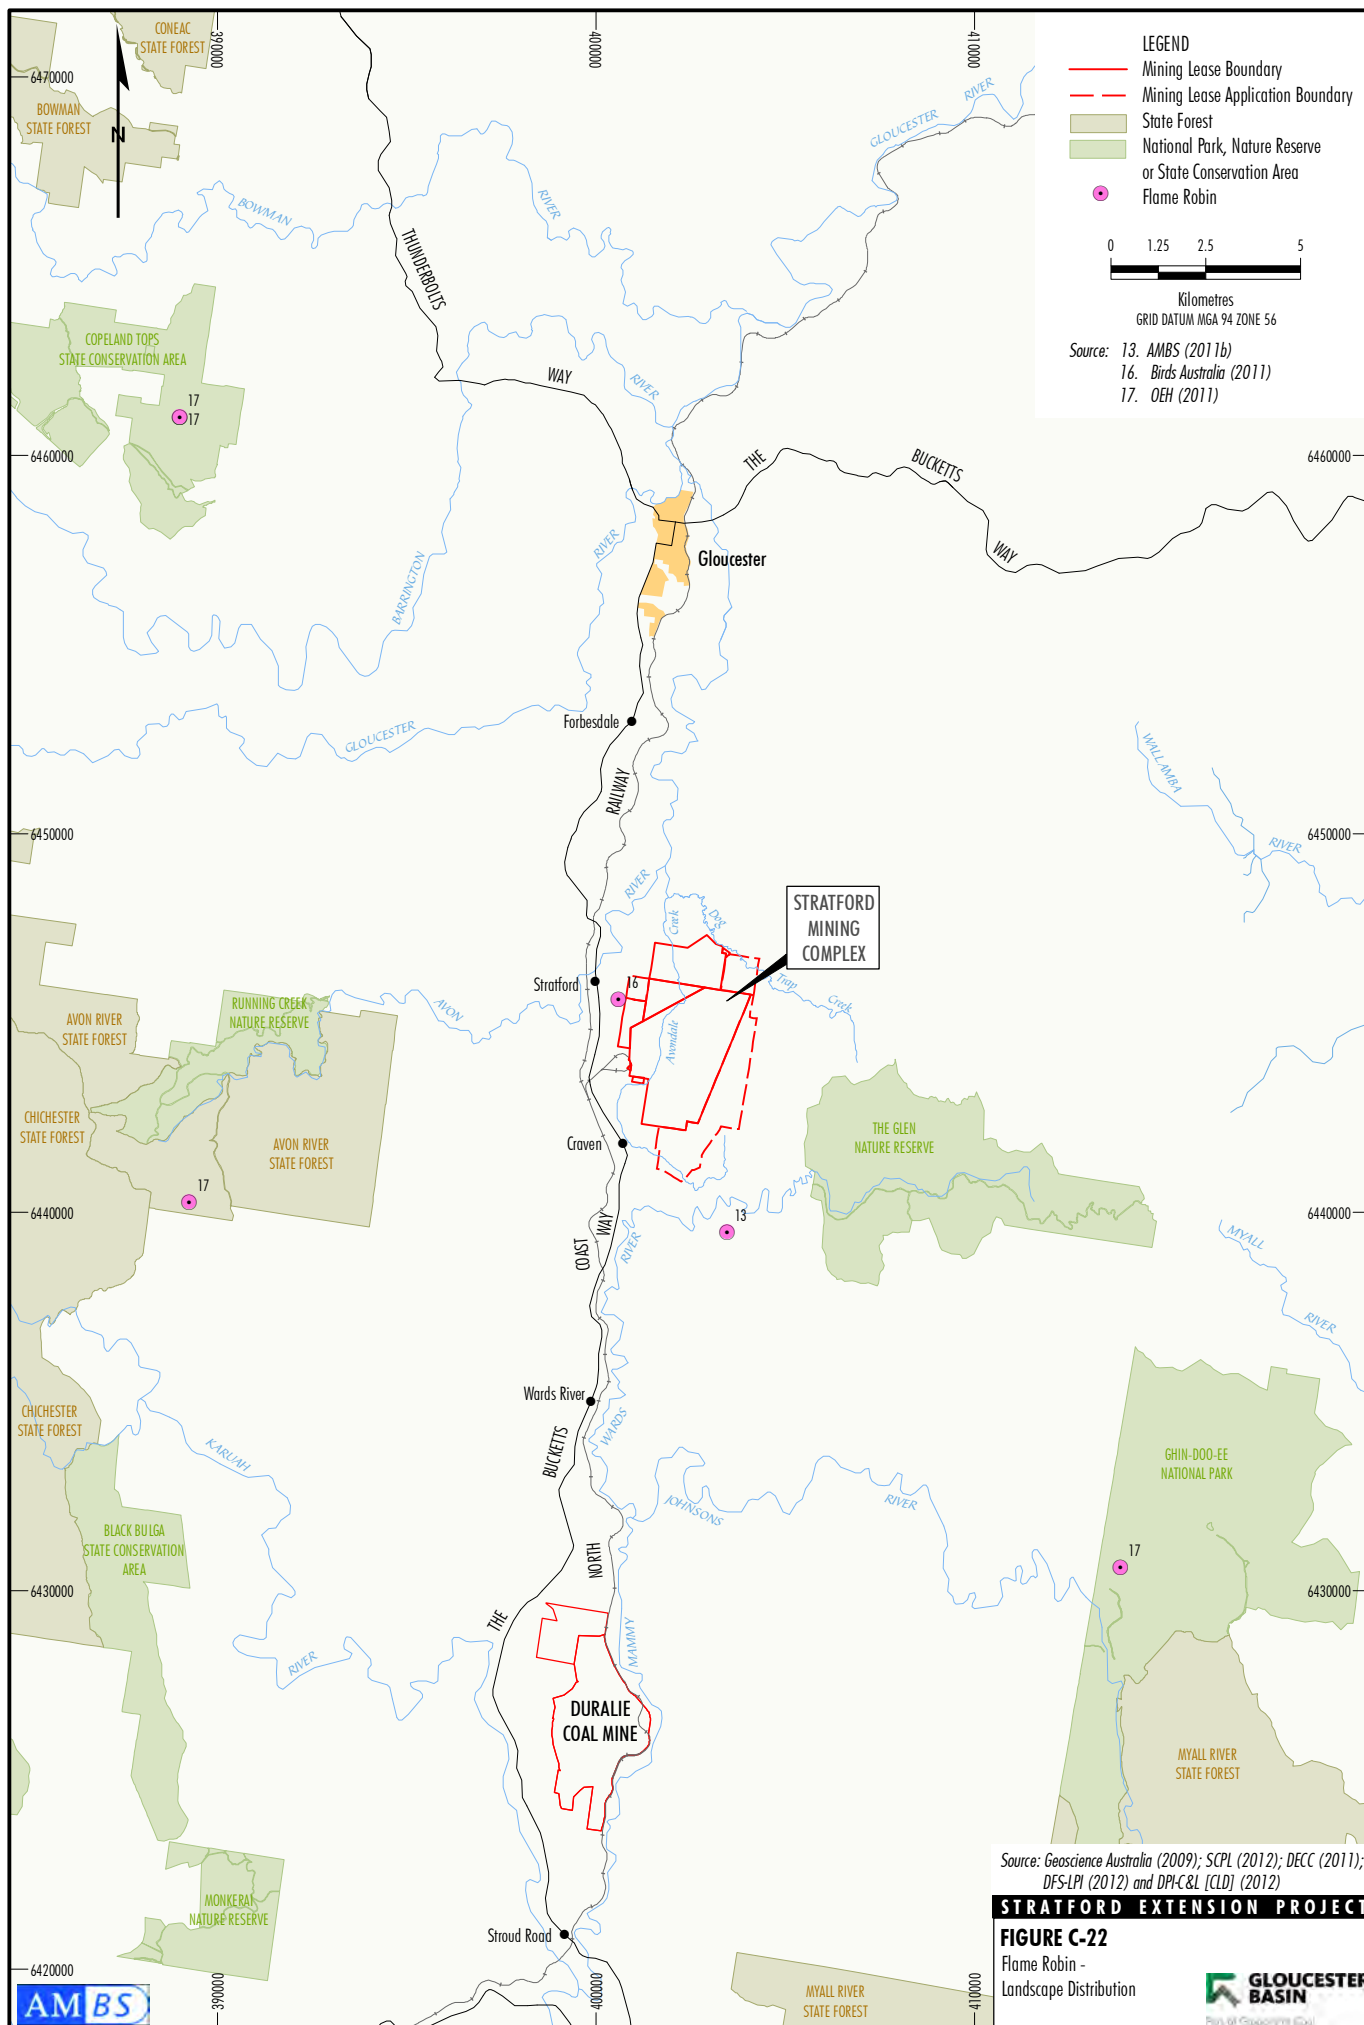 CONEAC
STATE FOREST
390000
400000
410000
6470000
BOWMAN
STATE FOREST
N
LEGEND
Mining Lease Boundary
Mining Lease Application Boundary
State Forest
National Park, Nature Reserve
or State Conservation Area
Flame Robin
0 1.25 2.5 5
Kilometres
GRID DATUM MGA 94 ZONE 56
Source: 13. AMBS (2011b)
16. Birds Australia (2011)
17. OEH (2011)
GLOUCESTER
RIVER
BOWMAN
RIVER
THUNDERBOLTS
WAY
COPELAND TOPS
STATE CONSERVATION AREA
17
17
RIVER
6460000
6460000
THE
BUCKETTS
WAY
RIVER
Gloucester
BARRINGTON
Forbesdale
GLOUCESTER
RAILWAY
WALLAMBA
RIVER
6450000
6450000
RIVER
Creek
Dog
STRATFORD
MINING
COMPLEX
Stratford
16
Trap
Creek
AVON
Avondale
RUNNING CREEK
NATURE RESERVE
AVON RIVER
STATE FOREST
CHICHESTER
STATE FOREST
AVON RIVER
STATE FOREST
Craven
THE GLEN
NATURE RESERVE
17
6440000
6440000
13
COAST
WAY
RIVER
MYALL
RIVER
Wards River
CHICHESTER
STATE FOREST
KARUAH
BUCKETTS
WARDS
JOHNSONS
RIVER
GHIN-DOO-EE
NATIONAL PARK
BLACK BULGA
STATE CONSERVATION
AREA
NORTH
17
6430000
6430000
THE
MAMMY
RIVER
DURALIE
COAL MINE
MYALL RIVER
STATE FOREST
MONKERAI
NATURE RESERVE
Stroud Road
6420000
390000
400000
410000
MYALL RIVER
STATE FOREST
AMBS
Source: Geoscience Australia (2009); SCPL (2012); DECC (2011);
DFS-LPI (2012) and DPI-C&L [CLD] (2012)
STRATFORD EXTENSION PROJECT
FIGURE C-22
Flame Robin -
Landscape Distribution
GLOUCESTER
BASIN